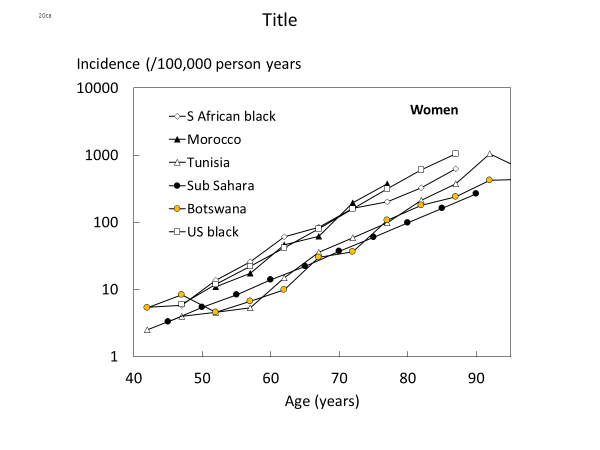 20ca
Title
Incidence (/100,000 person years
10000
1000
100
10
1
Women
S African black
Morocco
Tunisia
Sub Sahara
Botswana
US black
40 50 60 70 80 90
Age (years)